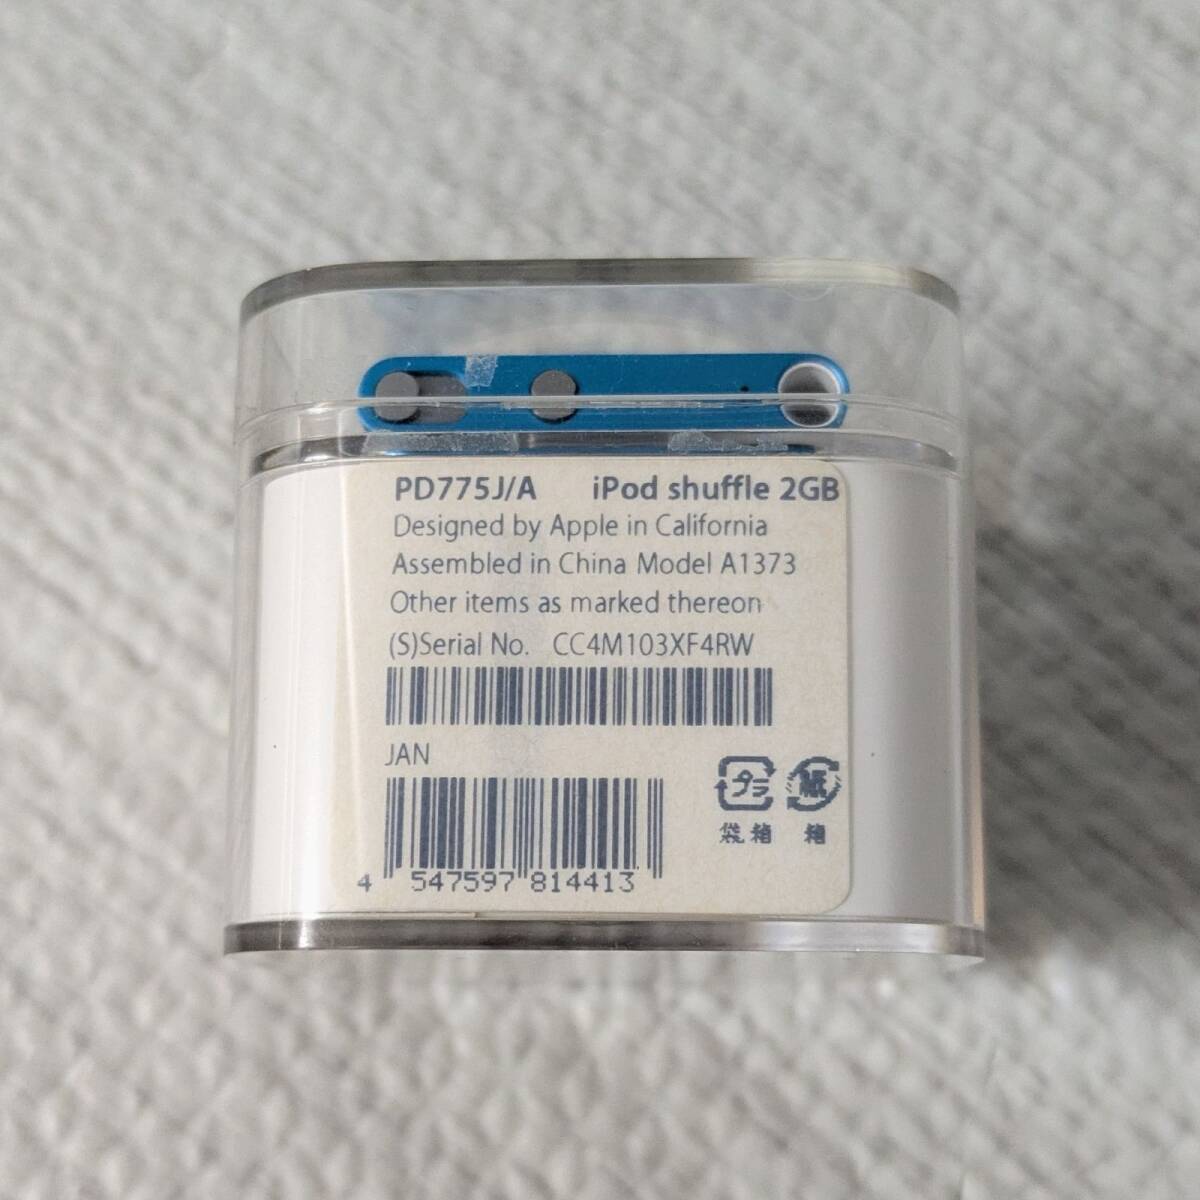 PD775J/A iPod shuffle 2GB
Designed by Apple in California
Assembled in China Model A1373
Other items as marked thereon
(S)Serial No. CC4M103XF4RW
JAN
プラ 紙
袋, 箱 箱
4 547597 814413